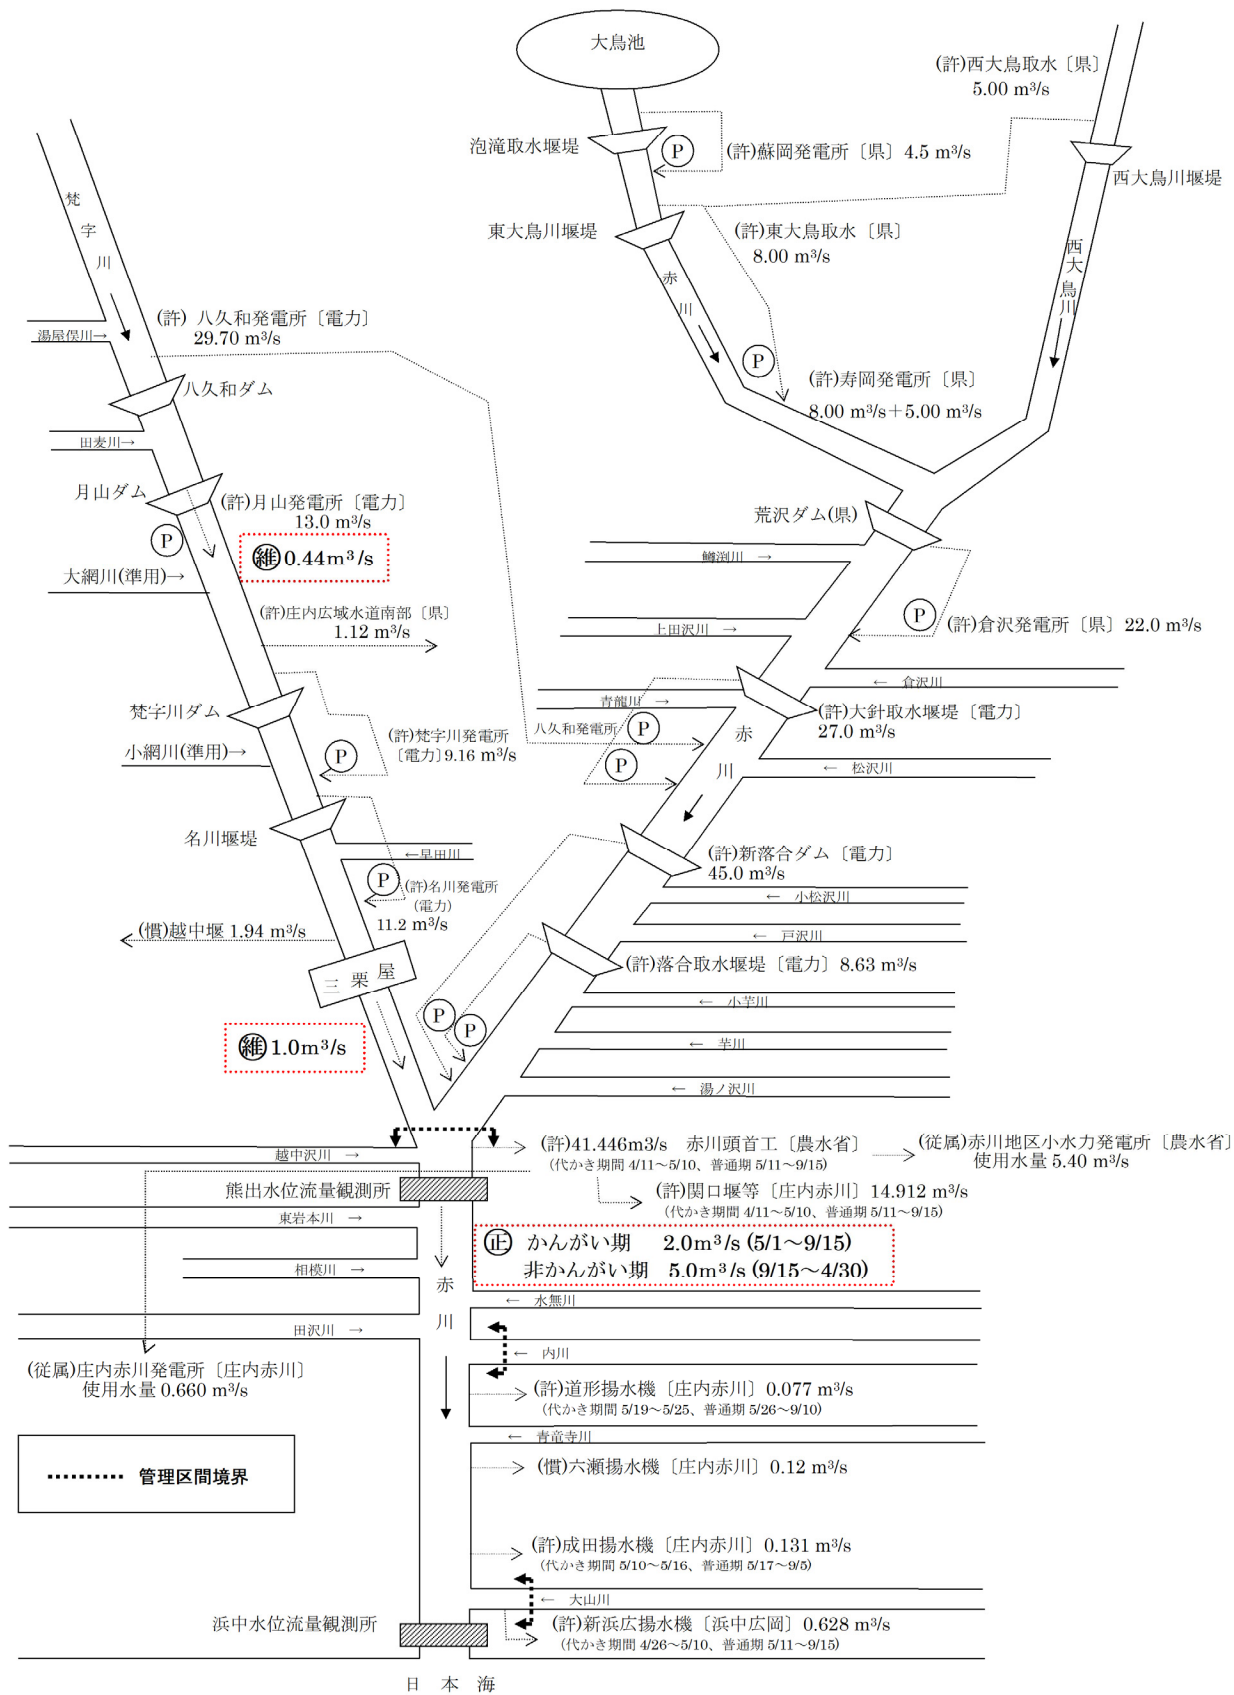 大鳥池
(許)西大鳥取水〔県〕
5.00 m³/s
泡滝取水堰堤
P
(許)蘇岡発電所〔県〕4.5 m³/s
西大鳥川堰堤
東大鳥川堰堤
(許)東大鳥取水〔県〕
8.00 m³/s
梵字川
赤川
西大鳥川
湯屋俣川→
(許) 八久和発電所〔電力〕
29.70 m³/s
P
(許)寿岡発電所〔県〕
8.00 m³/s＋5.00 m³/s
八久和ダム
田麦川→
月山ダム
(許)月山発電所〔電力〕
13.0 m³/s
P
維 0.44m³/s
荒沢ダム(県)
鱒渕川 →
大網川(準用)→
(許)庄内広域水道南部〔県〕
1.12 m³/s
上田沢川 →
P
(許)倉沢発電所〔県〕22.0 m³/s
← 倉沢川
青龍川→
梵字川ダム
(許)梵字川発電所
〔電力〕9.16 m³/s
八久和発電所
P
赤川
(許)大針取水堰堤〔電力〕
27.0 m³/s
小網川(準用)→
P
P
← 松沢川
名川堰堤
←早田川
(許)新落合ダム〔電力〕
45.0 m³/s
P
(許)名川発電所
（電力）
11.2 m³/s
← 小松沢川
(慣)越中堰 1.94 m³/s
← 戸沢川
三栗屋
(許)落合取水堰堤〔電力〕8.63 m³/s
← 小芋川
P
P
維 1.0m³/s
← 芋川
← 湯ノ沢川
越中沢川 →
(許)41.446m3/s 赤川頭首工〔農水省〕
(代かき期間 4/11～5/10、普通期 5/11～9/15)
(従属)赤川地区小水力発電所〔農水省〕
使用水量 5.40 m³/s
熊出水位流量観測所
(許)関口堰等〔庄内赤川〕14.912 m³/s
(代かき期間 4/11～5/10、普通期 5/11～9/15)
東岩本川 →
正 かんがい期 2.0m³/s (5/1～9/15)
非かんがい期 5.0m³/s (9/15～4/30)
相模川 →
赤川
← 水無川
田沢川 →
← 内川
(従属)庄内赤川発電所〔庄内赤川〕
使用水量 0.660 m³/s
(許)道形揚水機〔庄内赤川〕0.077 m³/s
(代かき期間 5/19～5/25、普通期 5/26～9/10)
← 青竜寺川
管理区間境界
(慣)六瀬揚水機〔庄内赤川〕0.12 m³/s
(許)成田揚水機〔庄内赤川〕0.131 m³/s
(代かき期間 5/10～5/16、普通期 5/17～9/5)
← 大山川
浜中水位流量観測所
(許)新浜広揚水機〔浜中広岡〕0.628 m³/s
(代かき期間 4/26～5/10、普通期 5/11～9/15)
日 本 海